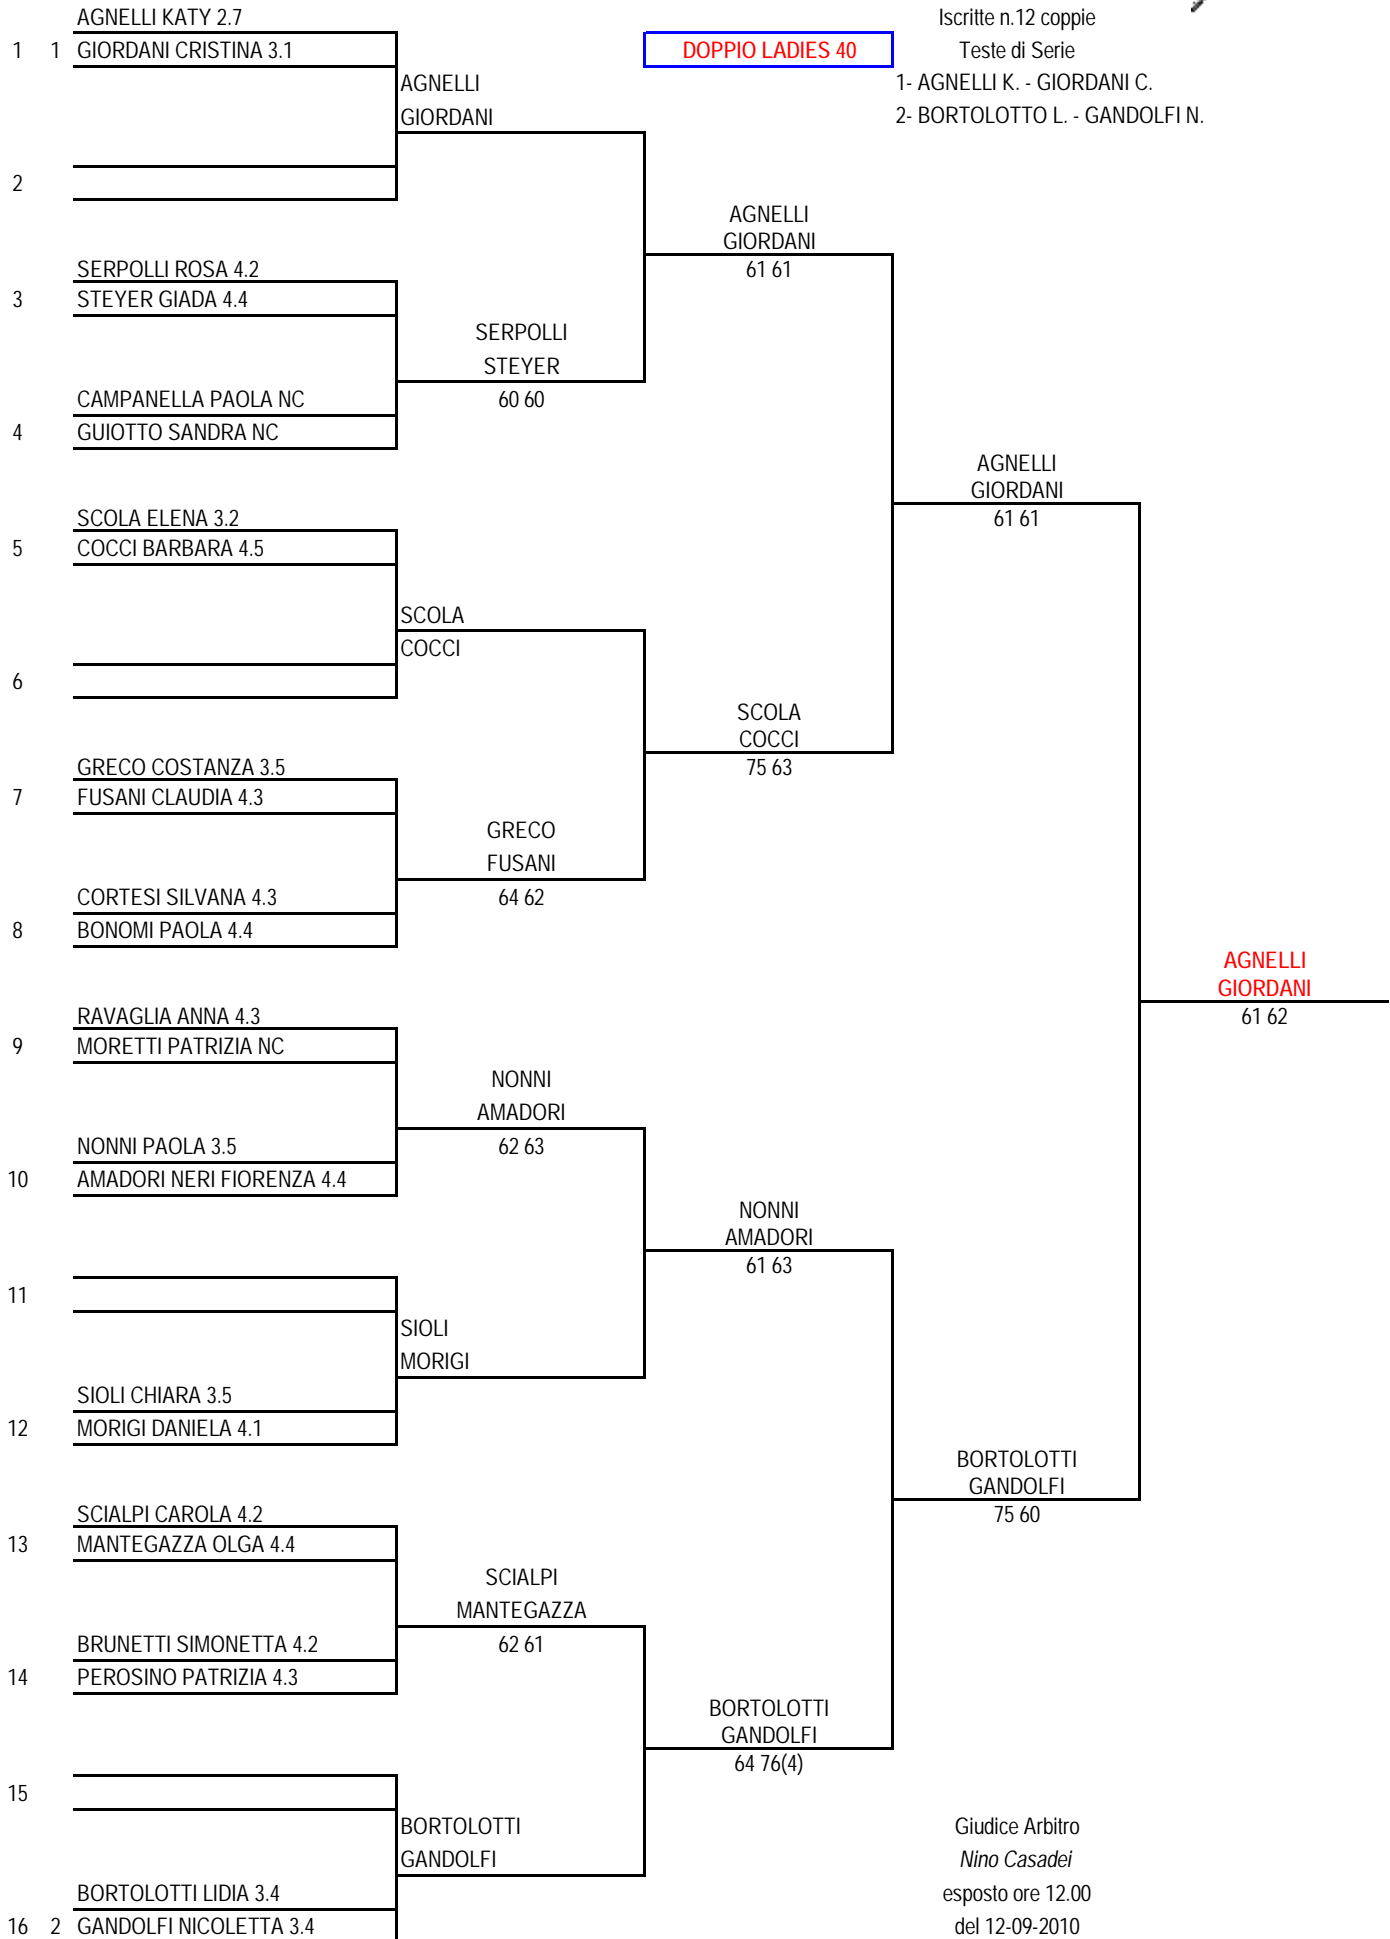 AGNELLI KATY 2.7
Iscritte n.12 coppie
1 1 GIORDANI CRISTINA 3.1
DOPPIO LADIES 40
Teste di Serie
AGNELLI
1- AGNELLI K. - GIORDANI C.
GIORDANI
2- BORTOLOTTO L. - GANDOLFI N.
2
AGNELLI
GIORDANI
61 61
SERPOLLI ROSA 4.2
3 STEYER GIADA 4.4
SERPOLLI
STEYER
60 60
CAMPANELLA PAOLA NC
4 GUIOTTO SANDRA NC
AGNELLI
GIORDANI
61 61
SCOLA ELENA 3.2
5 COCCI BARBARA 4.5
SCOLA
COCCI
6
SCOLA
COCCI
75 63
GRECO COSTANZA 3.5
7 FUSANI CLAUDIA 4.3
GRECO
FUSANI
64 62
CORTESI SILVANA 4.3
8 BONOMI PAOLA 4.4
AGNELLI
GIORDANI
61 62
RAVAGLIA ANNA 4.3
9 MORETTI PATRIZIA NC
NONNI
AMADORI
62 63
NONNI PAOLA 3.5
10 AMADORI NERI FIORENZA 4.4
NONNI
AMADORI
61 63
11
SIOLI
MORIGI
SIOLI CHIARA 3.5
12 MORIGI DANIELA 4.1
BORTOLOTTI
GANDOLFI
75 60
SCIALPI CAROLA 4.2
13 MANTEGAZZA OLGA 4.4
SCIALPI
MANTEGAZZA
62 61
BRUNETTI SIMONETTA 4.2
14 PEROSINO PATRIZIA 4.3
BORTOLOTTI
GANDOLFI
64 76(4)
15
BORTOLOTTI
Giudice Arbitro
GANDOLFI
Nino Casadei
BORTOLOTTI LIDIA 3.4
esposto ore 12.00
16 2 GANDOLFI NICOLETTA 3.4
del 12-09-2010